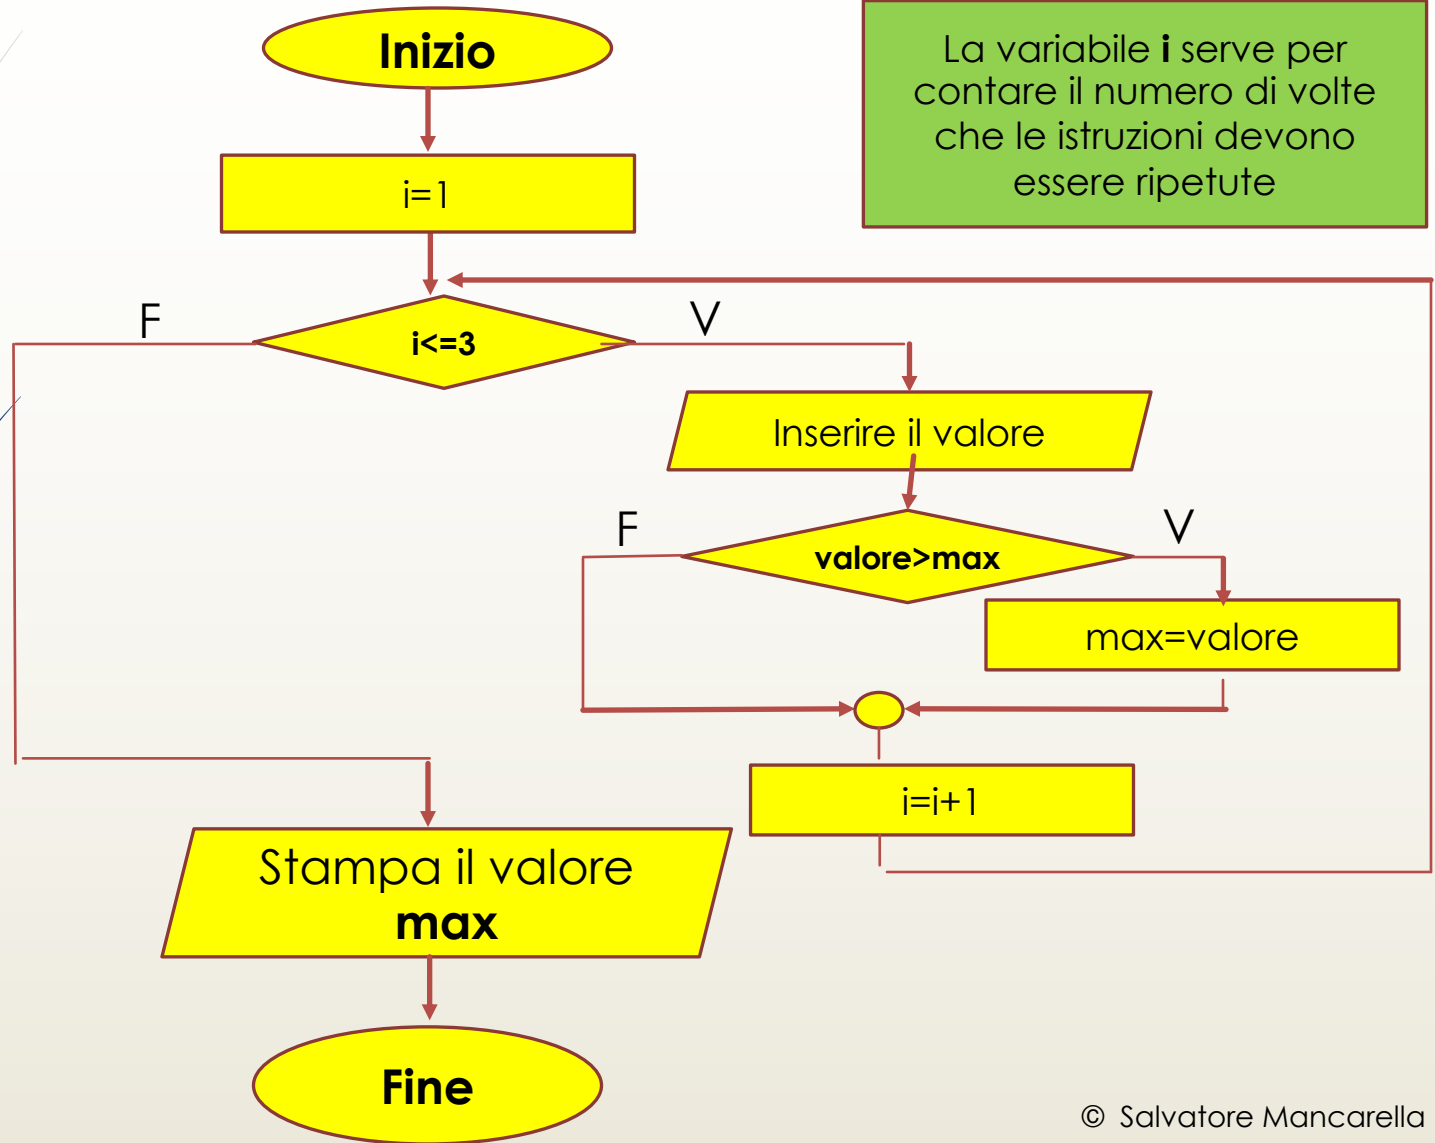 Inizio
La variabile i serve per
contare il numero di volte
che le istruzioni devono
essere ripetute
i=1
F
V
i<=3
Inserire il valore
F
V
valore>max
max=valore
i=i+1
Stampa il valore
max
Fine
© Salvatore Mancarella